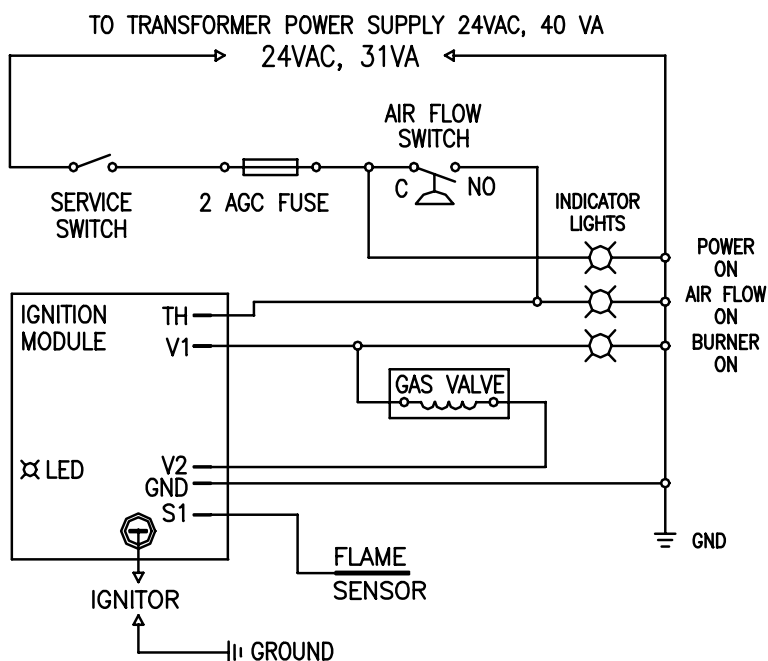 TO TRANSFORMER POWER SUPPLY 24VAC, 40 VA
24VAC, 31VA
AIR FLOW
SWITCH
C
NO
SERVICE
SWITCH
2 AGC FUSE
INDICATOR
LIGHTS
POWER
ON
AIR FLOW
ON
BURNER
ON
IGNITION
MODULE
TH
V1
GAS VALVE
LED
V2
GND
S1
GND
FLAME
SENSOR
IGNITOR
GROUND